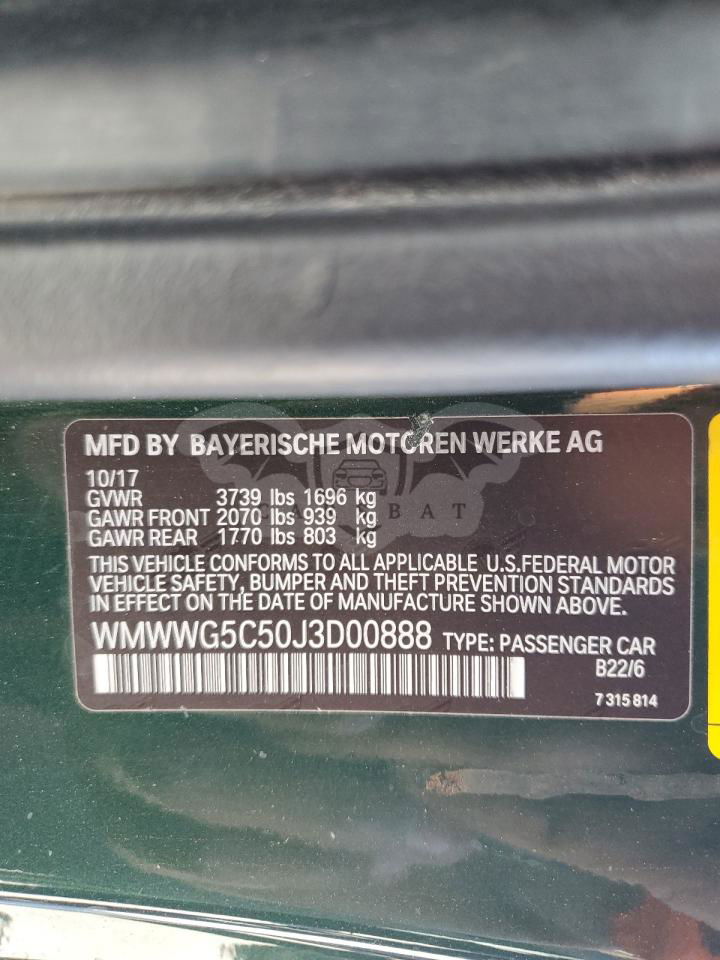 MFD BY BAYERISCHE MOTOREN WERKE AG
10/17
GVWR 3739 lbs 1696 kg
GAWR FRONT 2070 lbs 939 kg
GAWR REAR 1770 lbs 803 kg
THIS VEHICLE CONFORMS TO ALL APPLICABLE U.S.FEDERAL MOTOR
VEHICLE SAFETY, BUMPER AND THEFT PREVENTION STANDARDS
IN EFFECT ON THE DATE OF MANUFACTURE SHOWN ABOVE.
WMWWG5C50J3D00888 TYPE: PASSENGER CAR
B22/6
7 315 814